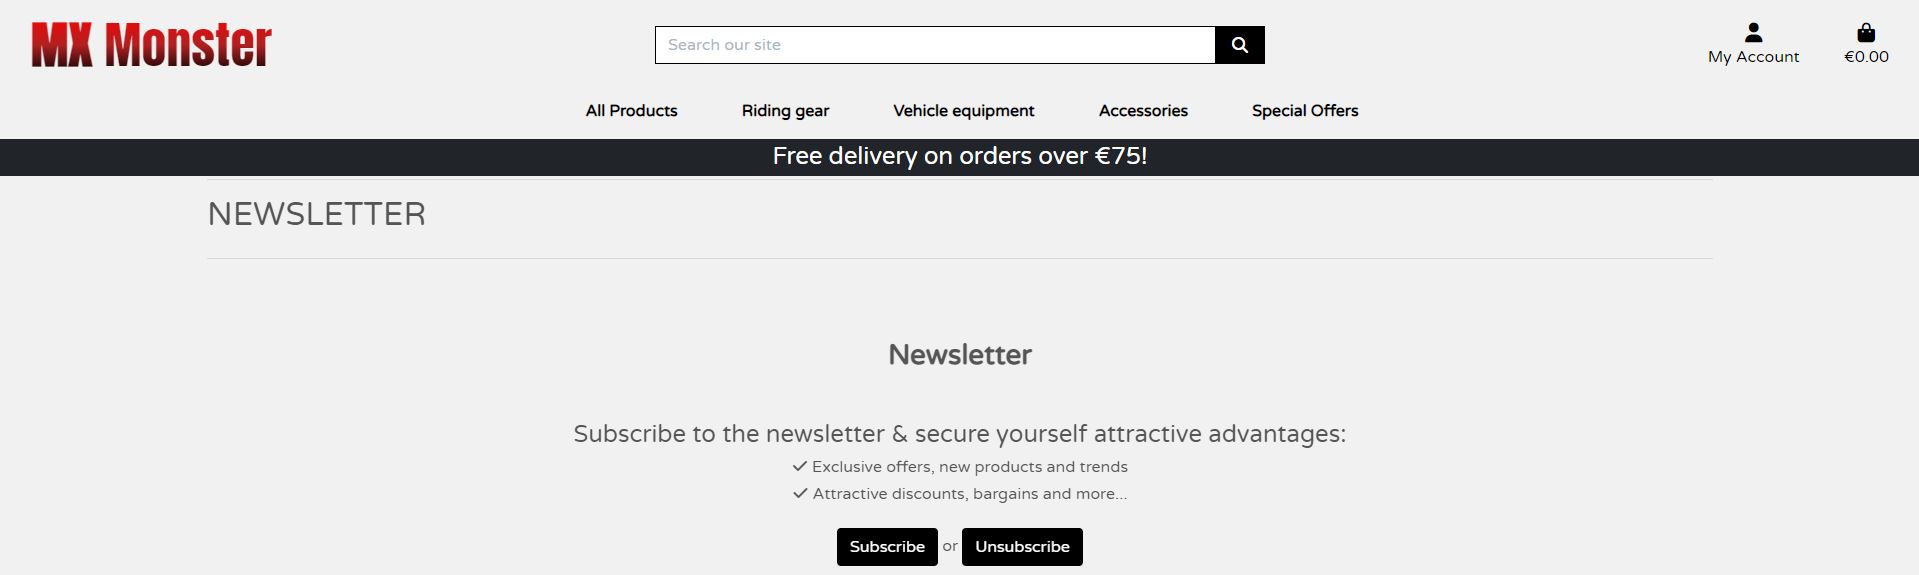 MX Monster
Search our site
My Account
€0.00
All Products
Riding gear
Vehicle equipment
Accessories
Special Offers
Free delivery on orders over €75!
NEWSLETTER
Newsletter
Subscribe to the newsletter & secure yourself attractive advantages:
✓ Exclusive offers, new products and trends
✓ Attractive discounts, bargains and more...
Subscribe or Unsubscribe